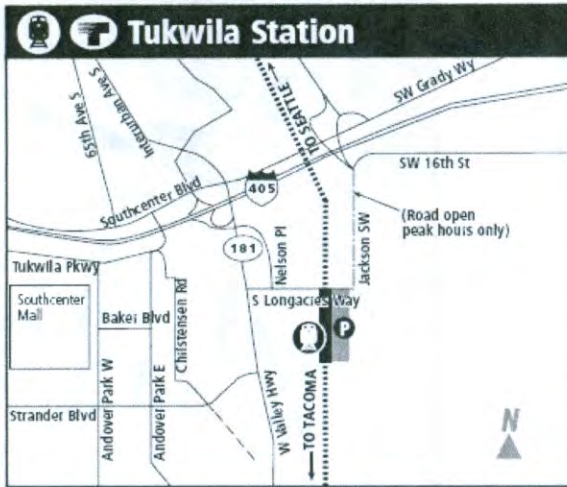 Tukwila Station
65th Ave S
Interurban Ave S
TO SEATTLE
SW Grady Wy
Southcenter Blvd
405
SW 16th St
(Road open
peak hours only)
181
Nelson Pl
Jackson SW
Tukwila Pkwy
Southcenter
Mall
Baker Blvd
Christensen Rd
S Longacres Way
P
Andover Park W
Andover Park E
W Valley Hwy
Strander Blvd
TO TACOMA
N